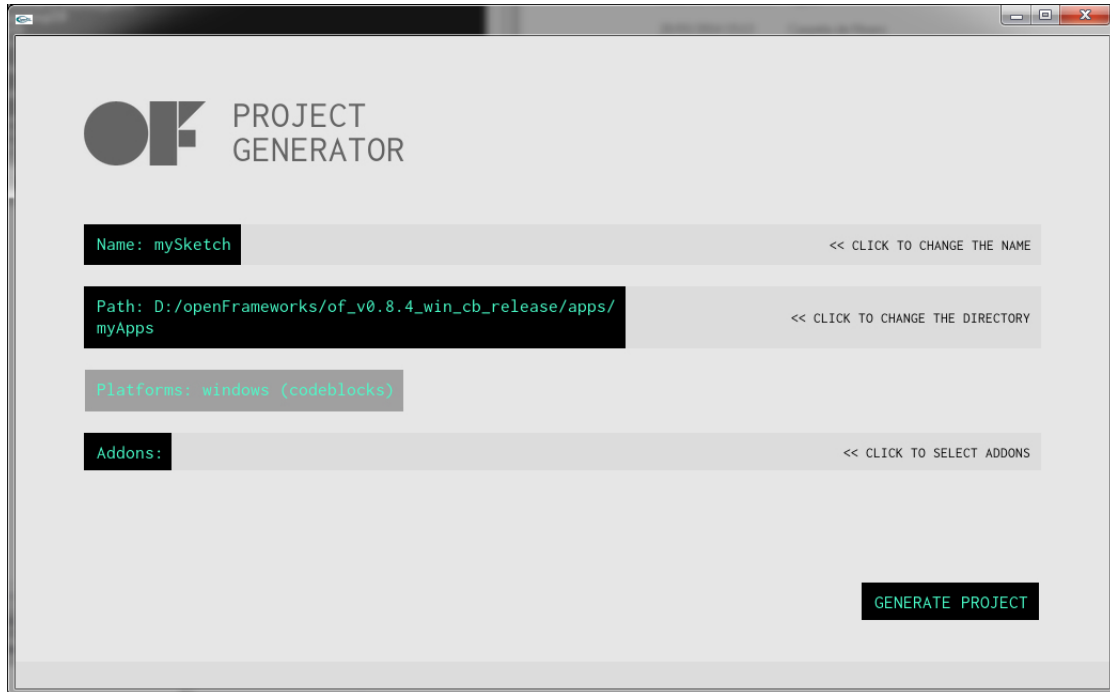 OF PROJECT
GENERATOR
Name: mySketch
<< CLICK TO CHANGE THE NAME
Path: D:/openFrameworks/of_v0.8.4_win_cb_release/apps/
myApps
<< CLICK TO CHANGE THE DIRECTORY
Platforms: windows (codeblocks)
Addons:
<< CLICK TO SELECT ADDONS
GENERATE PROJECT